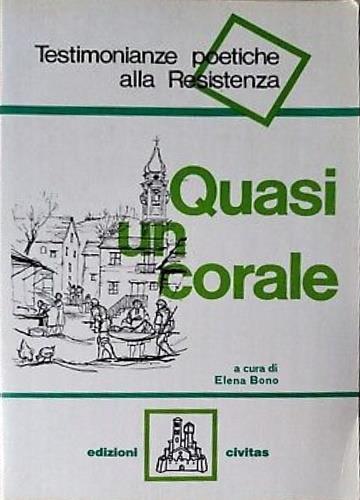 Testimonianze poetiche
alla Resistenza
Quasi
un
corale
a cura di
Elena Bono
edizioni civitas